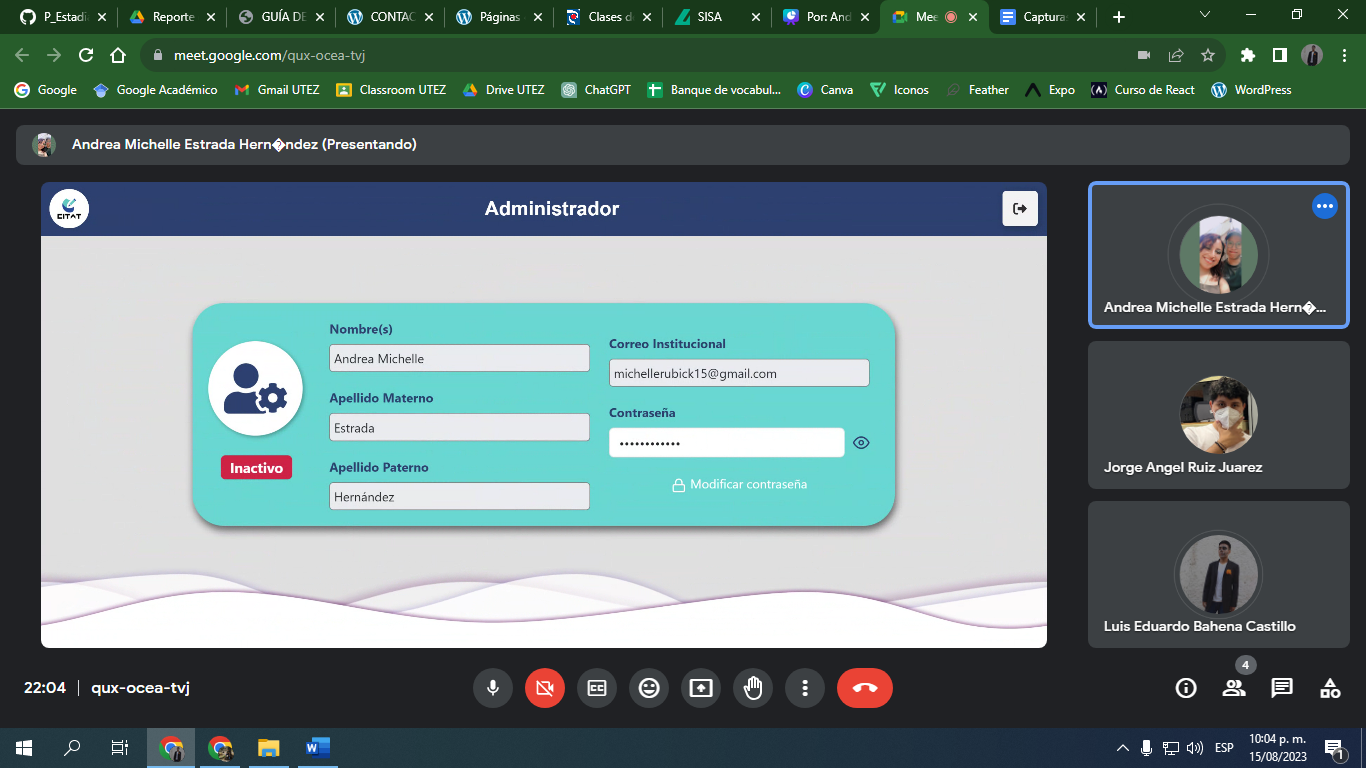 P_Estadí
Reporte
GUÍA DE
CONTAC
Páginas
Clases d
SISA
Por: And
Mee
Capturas
meet.google.com/qux-ocea-tvj
Google
Google Académico
Gmail UTEZ
Classroom UTEZ
Drive UTEZ
ChatGPT
Banque de vocabul...
Canva
Iconos
Feather
Expo
Curso de React
WordPress
Andrea Michelle Estrada Hern�ndez (Presentando)
CITAT
Administrador
Nombre(s)
Andrea Michelle
Apellido Materno
Estrada
Apellido Paterno
Hernández
Inactivo
Correo Institucional
michellerubick15@gmail.com
Contraseña
••••••••••••
Modificar contraseña
Andrea Michelle Estrada Hern�...
Jorge Angel Ruiz Juarez
Luis Eduardo Bahena Castillo
22:04 | qux-ocea-tvj
4
ESP
10:04 p. m.
15/08/2023
1